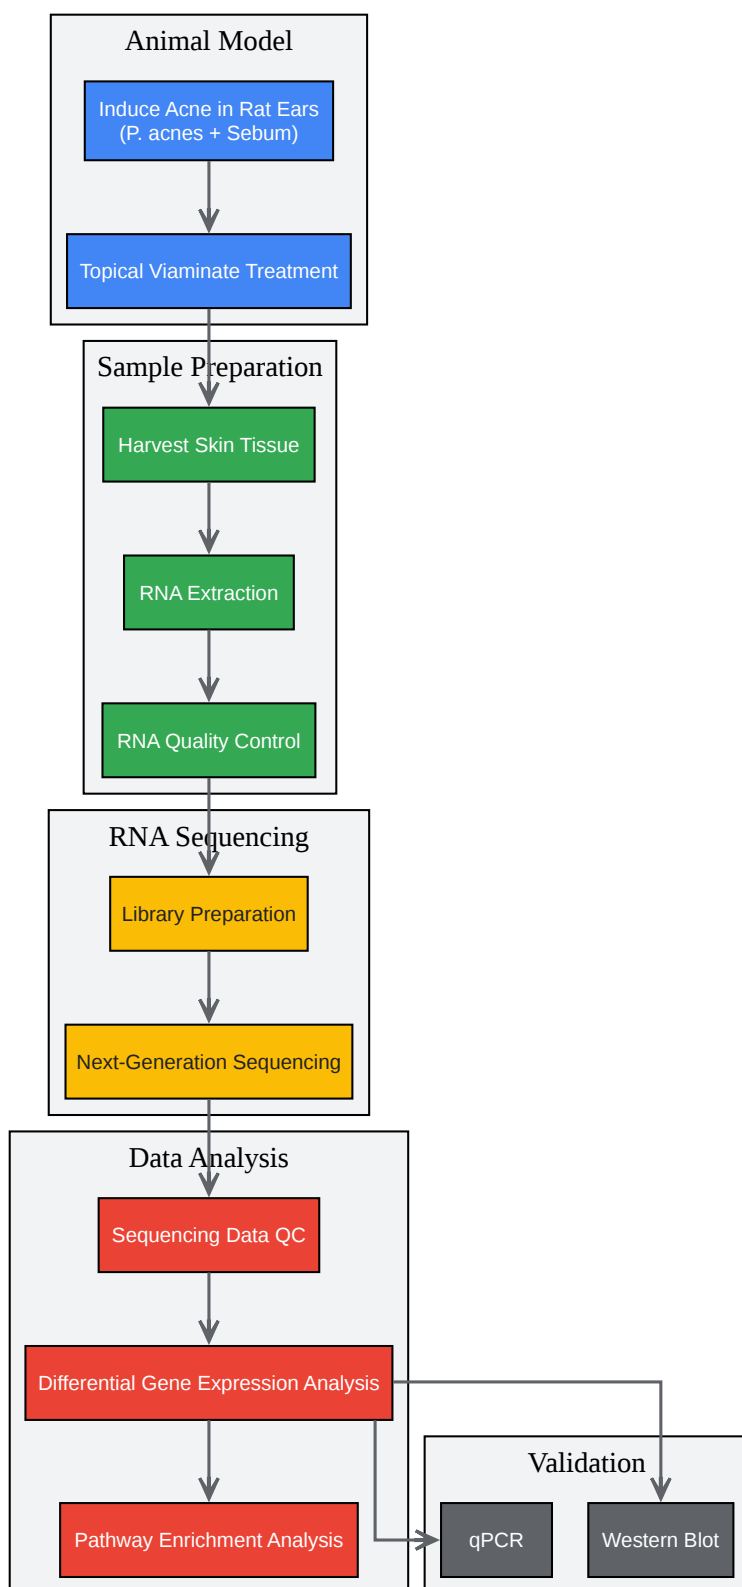 Animal Model
Induce Acne in Rat Ears
(P. acnes + Sebum)
Topical Viaminate Treatment
Sample Preparation
Harvest Skin Tissue
RNA Extraction
RNA Quality Control
RNA Sequencing
Library Preparation
Next-Generation Sequencing
Data Analysis
Sequencing Data QC
Differential Gene Expression Analysis
Pathway Enrichment Analysis
Validation
qPCR
Western Blot